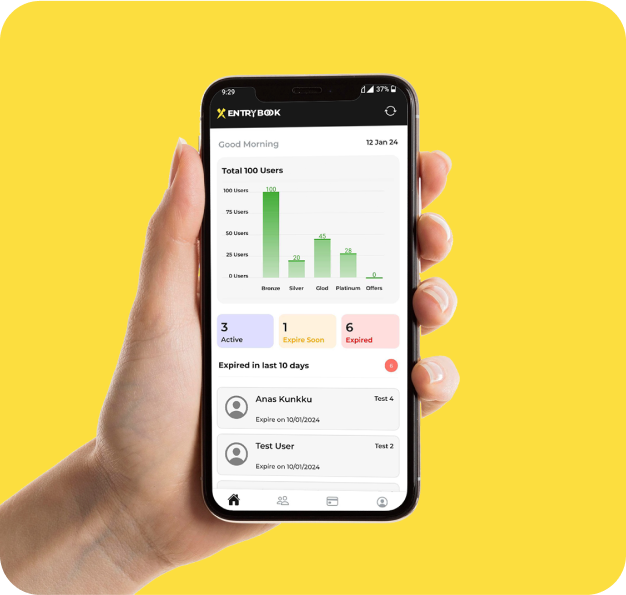 9:29
37%
ENTRY BOOK
Good Morning
12 Jan 24
Total 100 Users
100 Users
75 Users
50 Users
25 Users
0 Users
100
20
45
28
0
Bronze Silver Glod Platinum Offers
3
Active
1
Expire Soon
6
Expired
Expired in last 10 days
6
Anas Kunkku
Test 4
Expire on 10/01/2024
Test User
Test 2
Expire on 10/01/2024